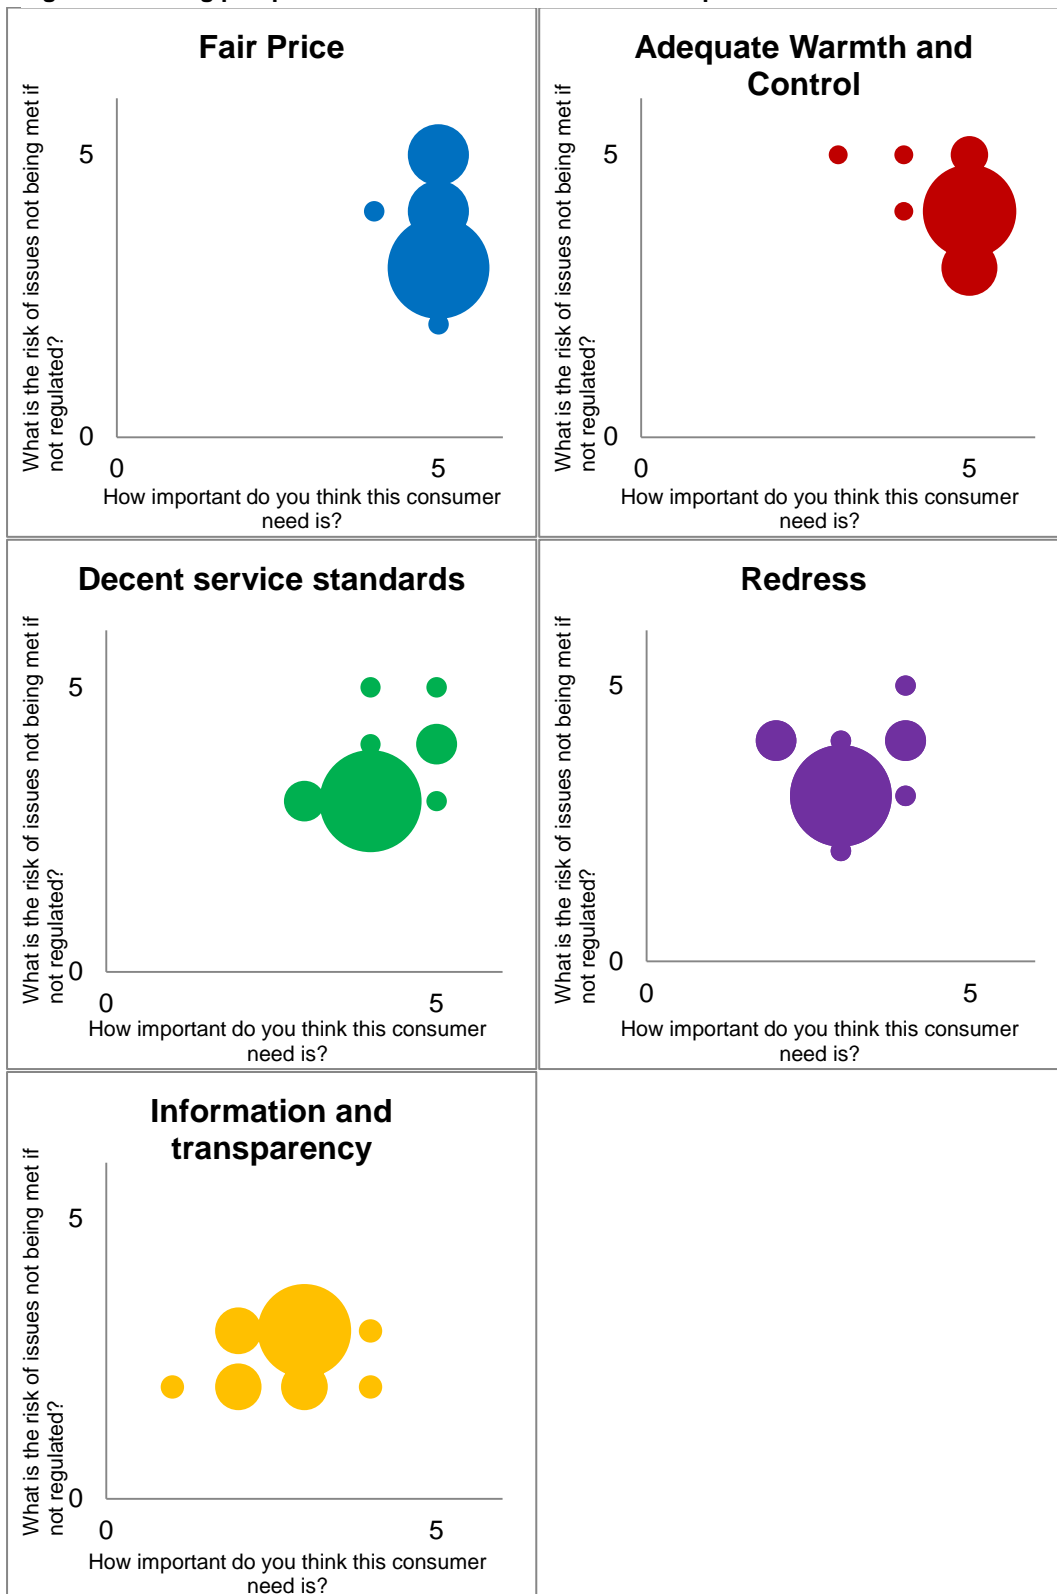 Fair Price
What is the risk of issues not being met if
not regulated?
5
0
0
5
How important do you think this consumer
need is?
Adequate Warmth and
Control
What is the risk of issues not being met if
not regulated?
5
0
0
5
How important do you think this consumer
need is?
Decent service standards
What is the risk of issues not being met if
not regulated?
5
0
0
5
How important do you think this consumer
need is?
Redress
What is the risk of issues not being met if
not regulated?
5
0
0
5
How important do you think this consumer
need is?
Information and
transparency
What is the risk of issues not being met if
not regulated?
5
0
0
5
How important do you think this consumer
need is?